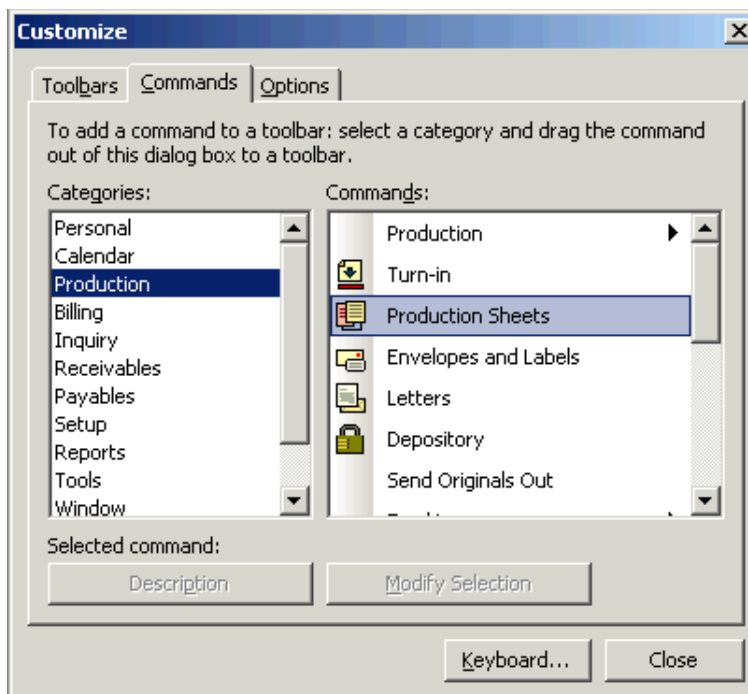 Customize
Toolbars Commands Options
To add a command to a toolbar: select a category and drag the command
out of this dialog box to a toolbar.
Categories: Commands:
Personal
Calendar
Production
Billing
Inquiry
Receivables
Payables
Setup
Reports
Tools
Window
Production
Turn-in
Production Sheets
Envelopes and Labels
Letters
Depository
Send Originals Out
Selected command:
Description Modify Selection
Keyboard... Close